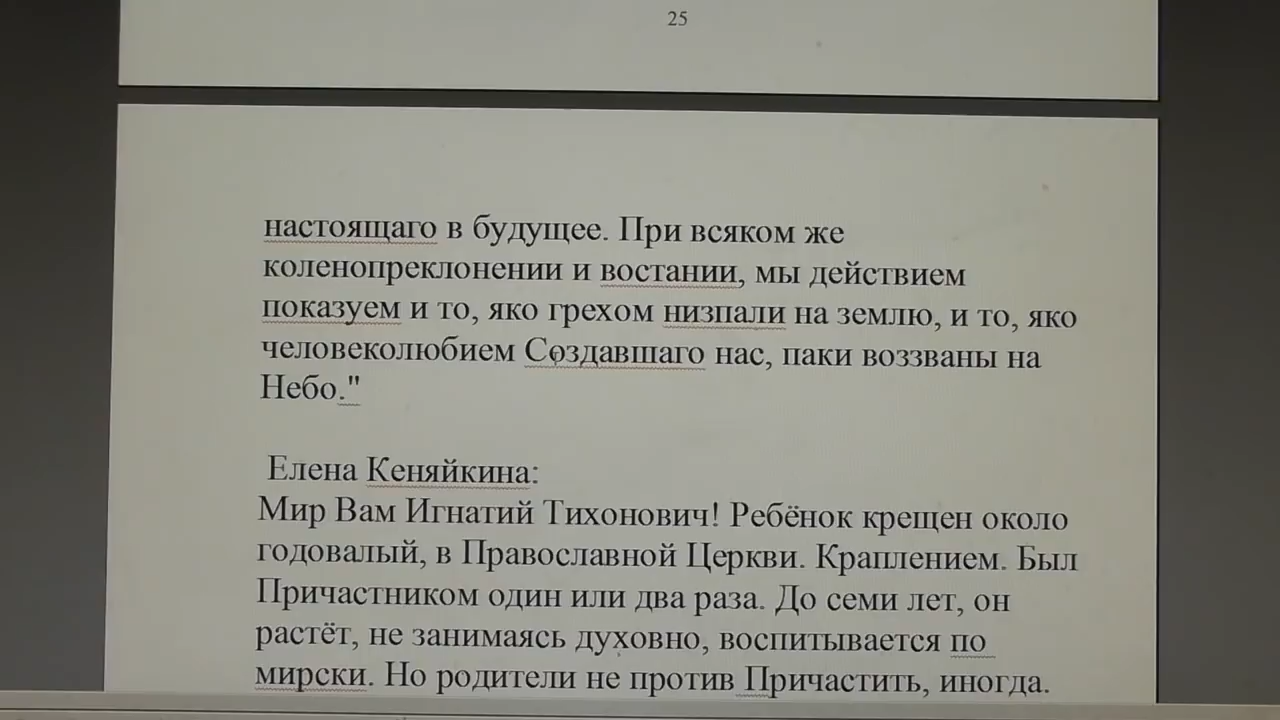 25
настоящаго в будущее. При всяком же
коленопреклонении и востании, мы действием
показуем и то, яко грехом низпали на землю, и то, яко
человеколюбием Создавшаго нас, паки воззваны на
Небо."
Елена Кеняйкина:
Мир Вам Игнатий Тихонович! Ребёнок крещен около
годовалый, в Православной Церкви. Краплением. Был
Причастником один или два раза. До семи лет, он
растёт, не занимаясь духовно, воспитывается по
мирски. Но родители не против Причастить, иногда.